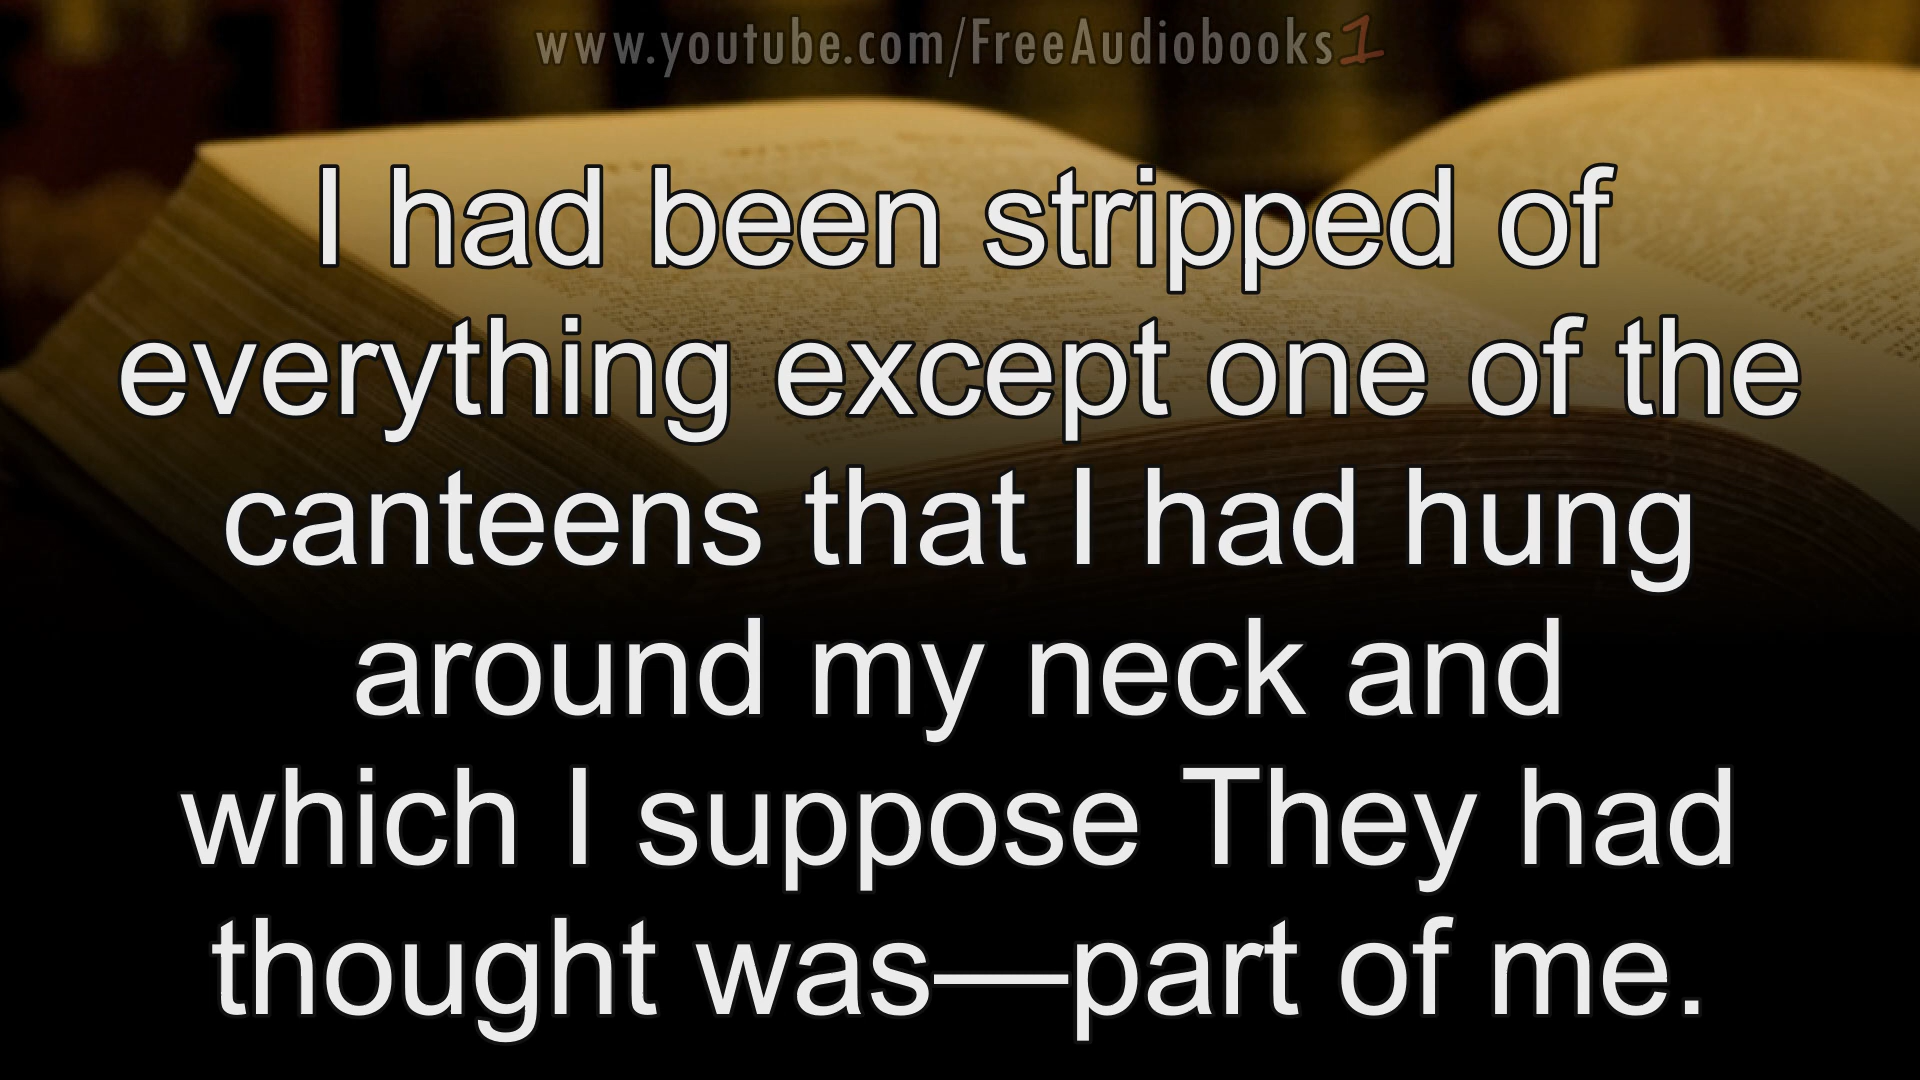 www.youtube.com/FreeAudiobooks1
I had been stripped of
everything except one of the
canteens that I had hung
around my neck and
which I suppose They had
thought was—part of me.